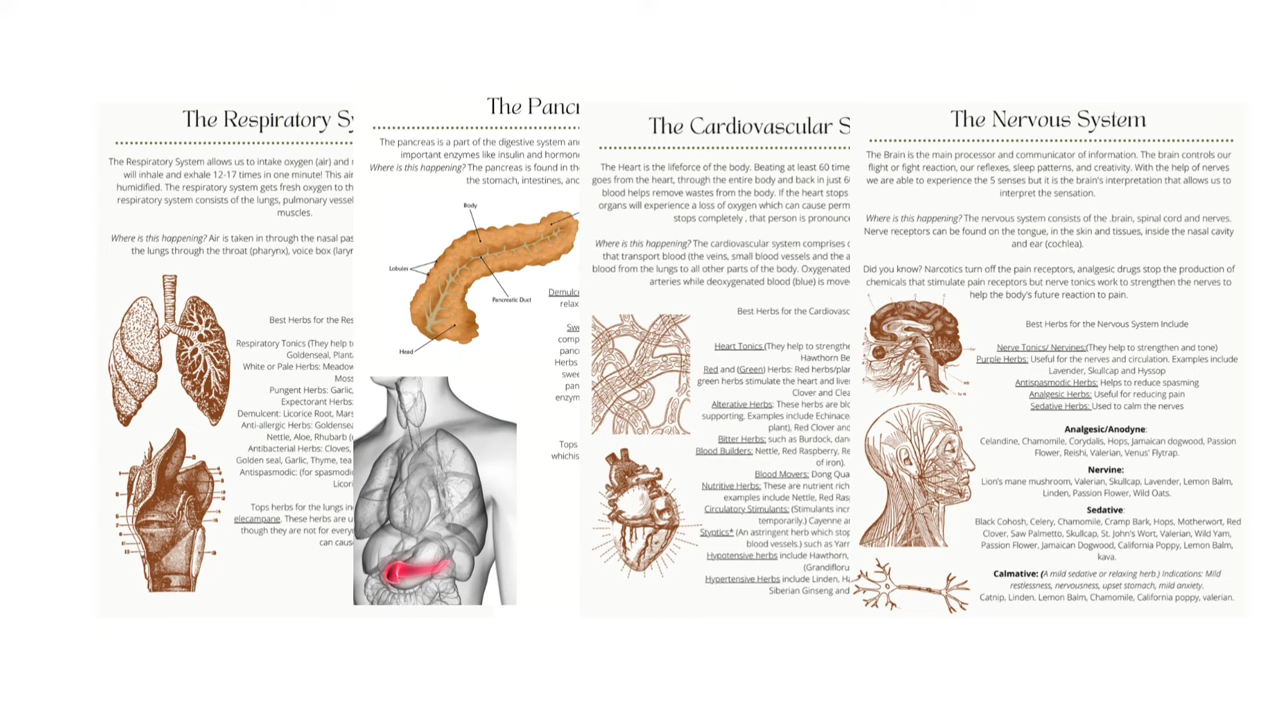 The Respiratory Sy
The Respiratory System allows us to intake oxygen (air) and r
will inhale and exhale 12-17 times in one minute! This air
humidified. The respiratory system gets fresh oxygen to th
respiratory system consists of the lungs, pulmonary vessel
muscles.
Where is this happening? Air is taken in through the nasal pas
the lungs through the throat (pharynx), voice box (laryn
Best Herbs for the Res
Respiratory Tonics (They help to
Goldenseal, Plant
White or Pale Herbs: Meadow
Moss
Pungent Herbs: Garlic,
Expectorant Herbs:
Demulcent: Licorice Root, Mars
Anti-allergic Herbs: Goldensea
Nettle, Aloe, Rhubarb (
Antibacterial Herbs: Cloves,
Golden seal, Garlic, Thyme, tea
Antispasmodic: (for spasmodi
Licori
Tops herbs for the lungs in
elecampane. These herbs are u
though they are not for everyo
can caus
The Pancr
The pancreas is a part of the digestive system and
important enzymes like insulin and hormon
Where is this happening? The pancreas is found in the
the stomach, intestines, and
Body
Lobules
Pancreatic Duct
Head
Demulc
relax
Swe
comp
panc
Herbs
swee
pan
enzym
Tops
whichis
The Cardiovascular S
The Heart is the lifeforce of the body. Beating at least 60 time
goes from the heart, through the entire body and back in just 6
blood helps remove wastes from the body. If the heart stops
organs will experience a loss of oxygen which can cause perm
stops completely , that person is pronounce
Where is this happening? The cardiovascular system comprises o
that transport blood (the veins, small blood vessels and the a
blood from the lungs to all other parts of the body. Oxygenated
arteries while deoxygenated blood (blue) is move
Best Herbs for the Cardiovasc
Heart Tonics (They help to strengthe
Hawthorn Be
Red and (Green) Herbs: Red herbs/plan
green herbs stimulate the heart and live
Clover and Clea
Alterative Herbs: These herbs are blo
supporting. Examples include Echinace
plant), Red Clover and
Bitter Herbs: such as Burdock, dan
Blood Builders: Nettle, Red Raspberry, Re
of iron).
Blood Movers: Dong Qua
Nutritive Herbs: These are nutrient rich
examples include Nettle, Red Ras
Circulatory Stimulants: (Stimulants incr
temporarily.) Cayenne an
Styptics* (An astringent herb which stop
blood vessels.) such as Yarr
Hypotensive herbs include Hawthorn,
(Grandifloru
Hypertensive Herbs include Linden, Ha
Siberian Ginseng and
The Nervous System
The Brain is the main processor and communicator of information. The brain controls our
flight or fight reaction, our reflexes, sleep patterns, and creativity. With the help of nerves
we are able to experience the 5 senses but it is the brain's interpretation that allows us to
interpret the sensation.
Where is this happening? The nervous system consists of the .brain, spinal cord and nerves.
Nerve receptors can be found on the tongue, in the skin and tissues, inside the nasal cavity
and ear (cochlea).
Did you know? Narcotics turn off the pain receptors, analgesic drugs stop the production of
chemicals that stimulate pain receptors but nerve tonics work to strengthen the nerves to
help the body's future reaction to pain.
Best Herbs for the Nervous System Include
Nerve Tonics/ Nervines:(They help to strengthen and tone)
Purple Herbs: Useful for the nerves and circulation. Examples include
Lavender, Skullcap and Hyssop
Antispasmodic Herbs: Helps to reduce spasming
Analgesic Herbs: Useful for reducing pain
Sedative Herbs: Used to calm the nerves
Analgesic/Anodyne:
Celandine, Chamomile, Corydalis, Hops, Jamaican dogwood, Passion
Flower, Reishi, Valerian, Venus' Flytrap.
Nervine:
Lion's mane mushroom, Valerian, Skullcap, Lavender, Lemon Balm,
Linden, Passion Flower, Wild Oats.
Sedative:
Black Cohosh, Celery, Chamomile, Cramp Bark, Hops, Motherwort, Red
Clover, Saw Palmetto, Skullcap, St. John's Wort, Valerian, Wild Yam,
Passion Flower, Jamaican Dogwood, California Poppy, Lemon Balm,
kava.
Calmative: (A mild sedative or relaxing herb.) Indications: Mild
restlessness, nervousness, upset stomach, mild anxiety.
Catnip, Linden. Lemon Balm, Chamomile, California poppy, valerian.